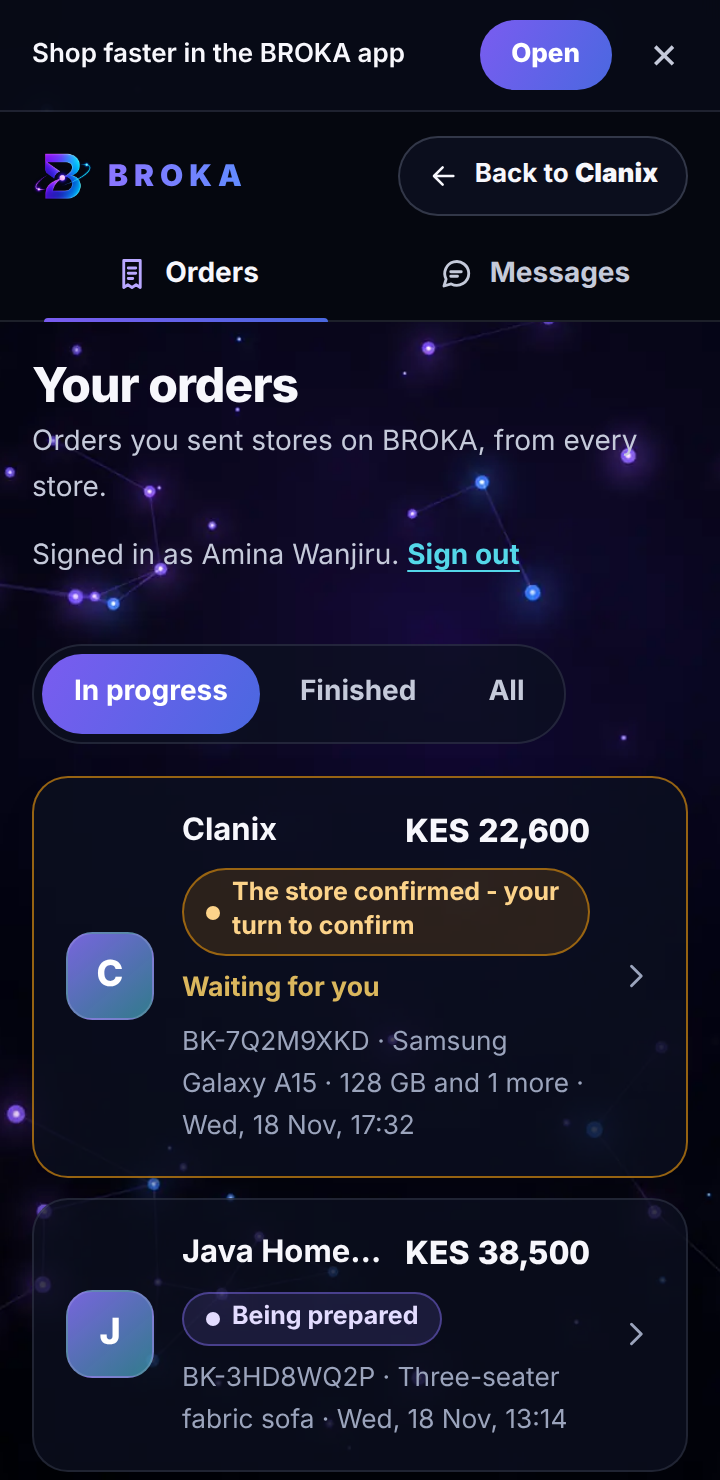 Shop faster in the BROKA app
Open
BROKA
Back to Clanix
Orders
Messages
Your orders
Orders you sent stores on BROKA, from every
store.
Signed in as Amina Wanjiru. Sign out
In progress
Finished
All
Clanix
KES 22,600
The store confirmed - your
turn to confirm
C
Waiting for you
BK-7Q2M9XKD · Samsung
Galaxy A15 · 128 GB and 1 more ·
Wed, 18 Nov, 17:32
Java Home...
KES 38,500
J
Being prepared
BK-3HD8WQ2P · Three-seater
fabric sofa · Wed, 18 Nov, 13:14